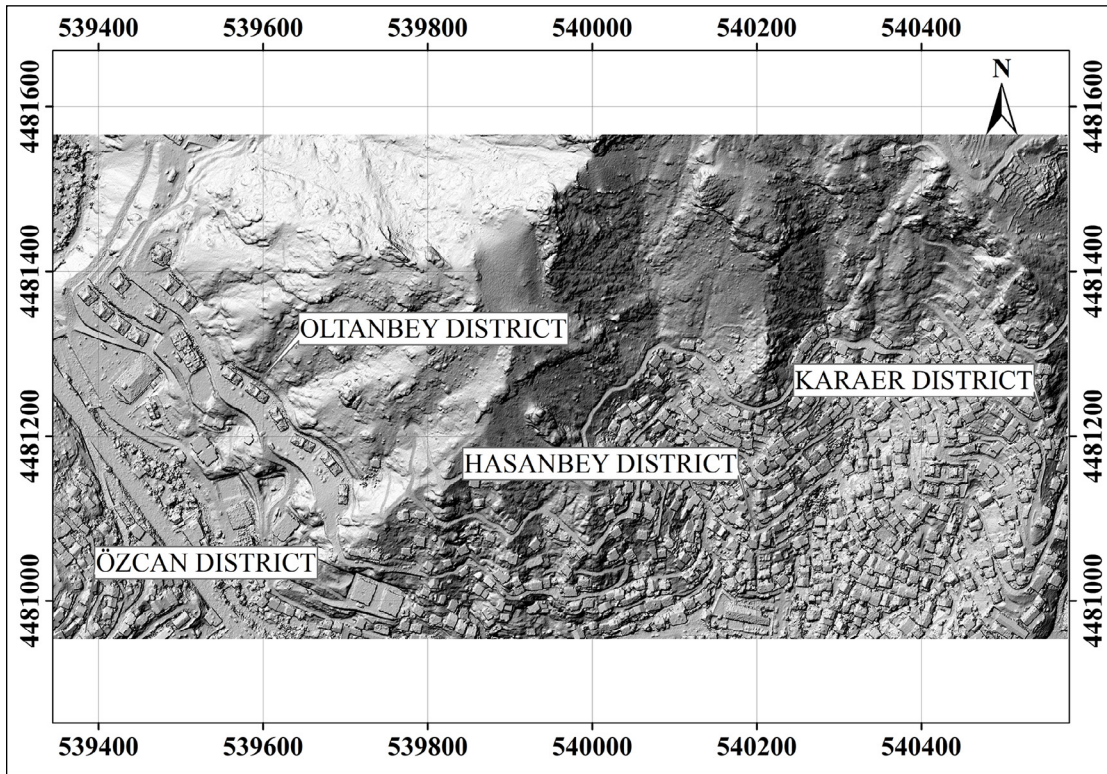 539400 539600 539800 540000 540200 540400
N
4481600 4481600
4481400 4481400
OLTANBEY DISTRICT
KARAER DISTRICT
4481200 4481200
HASANBEY DISTRICT
ÖZCAN DISTRICT
4481000 4481000
539400 539600 539800 540000 540200 540400